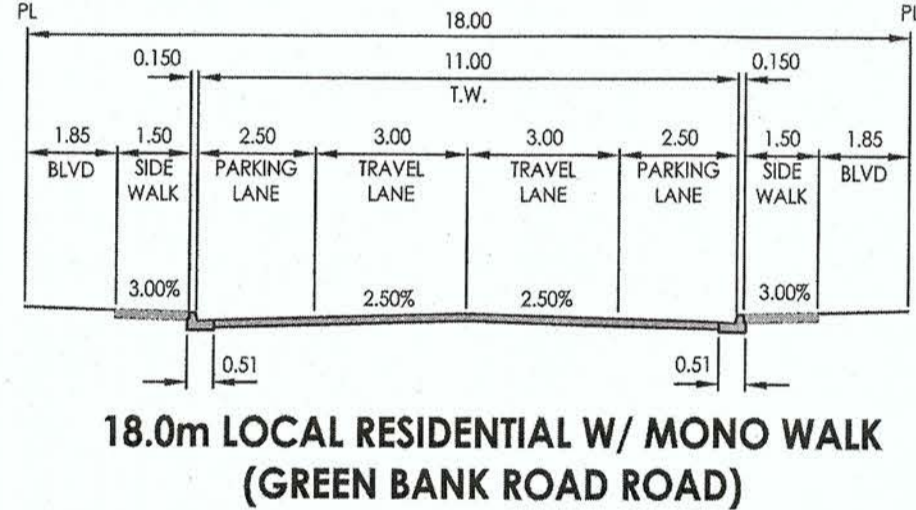 PL
PL
18.00
0.150
11.00
0.150
T.W.
1.85
1.50
2.50
3.00
3.00
2.50
1.50
1.85
BLVD
SIDE
WALK
PARKING
LANE
TRAVEL
LANE
TRAVEL
LANE
PARKING
LANE
SIDE
WALK
BLVD
3.00%
2.50%
2.50%
3.00%
0.51
0.51
18.0m LOCAL RESIDENTIAL W/ MONO WALK
(GREEN BANK ROAD ROAD)